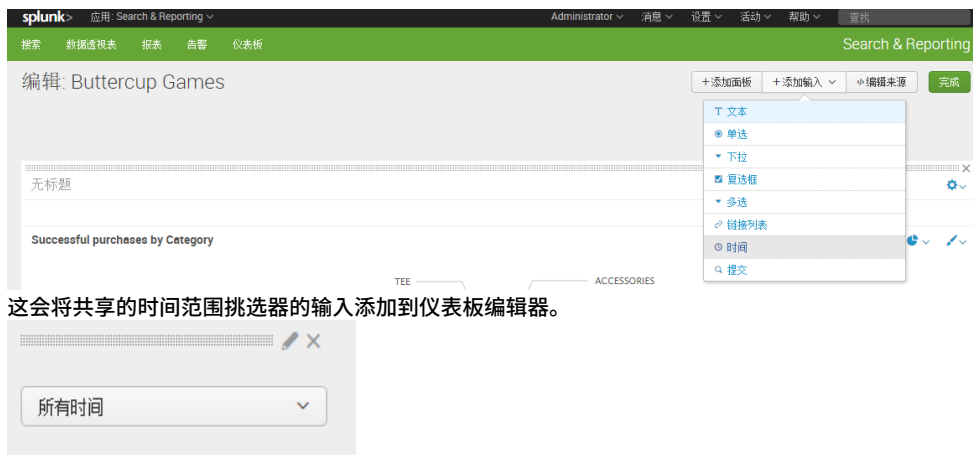 splunk> 应用: Search & Reporting Administrator 消息 设置 活动 帮助 查找
搜索 数据透视表 报表 告警 仪表板 Search & Reporting
编辑: Buttercup Games +添加面板 +添加输入 编辑来源 完成
文本
单选
下拉
无标题
复选框
多选
链接列表
Successful purchases by Category
时间
提交
TEE ACCESSORIES
这会将共享的时间范围挑选器的输入添加到仪表板编辑器。
所有时间